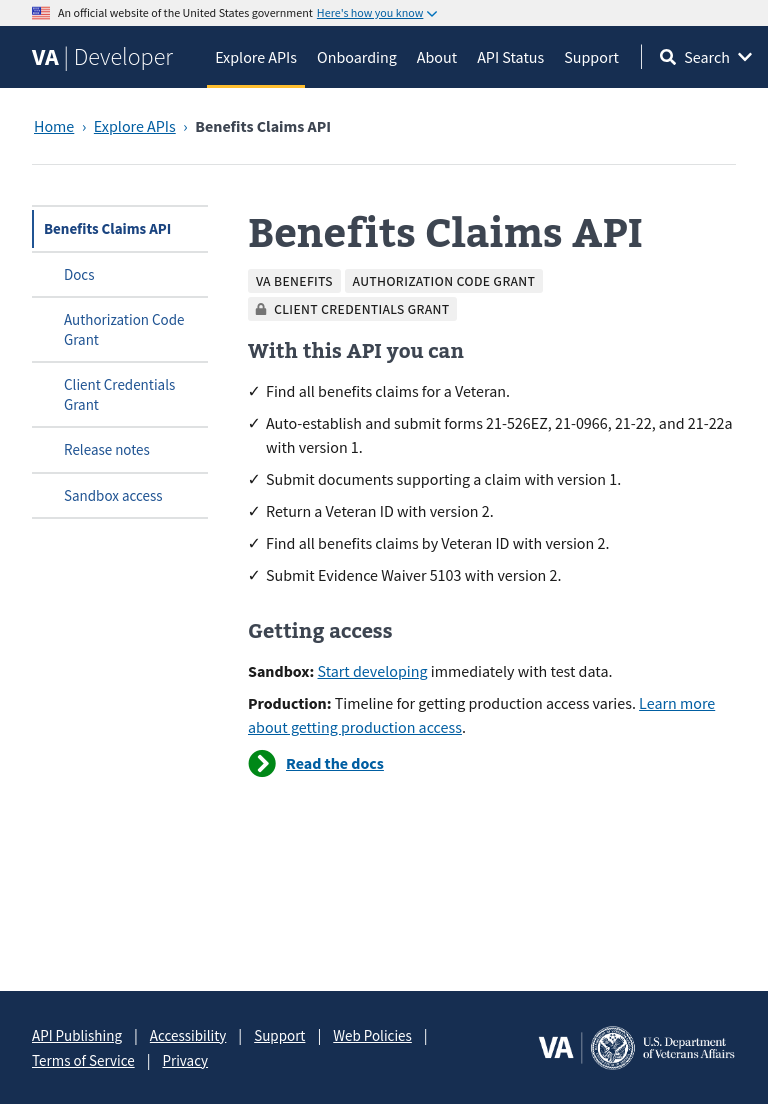 An official website of the United States government Here's how you know
VA | Developer
Explore APIs
Onboarding
About
API Status
Support
Search
Home › Explore APIs › Benefits Claims API
Benefits Claims API
Docs
Authorization Code
Grant
Client Credentials
Grant
Release notes
Sandbox access
Benefits Claims API
VA BENEFITS
AUTHORIZATION CODE GRANT
CLIENT CREDENTIALS GRANT
With this API you can
✓ Find all benefits claims for a Veteran.
✓ Auto-establish and submit forms 21-526EZ, 21-0966, 21-22, and 21-22a
with version 1.
✓ Submit documents supporting a claim with version 1.
✓ Return a Veteran ID with version 2.
✓ Find all benefits claims by Veteran ID with version 2.
✓ Submit Evidence Waiver 5103 with version 2.
Getting access
Sandbox: Start developing immediately with test data.
Production: Timeline for getting production access varies. Learn more
about getting production access.
Read the docs
API Publishing | Accessibility | Support | Web Policies |
Terms of Service | Privacy
VA
U.S. Department
of Veterans Affairs